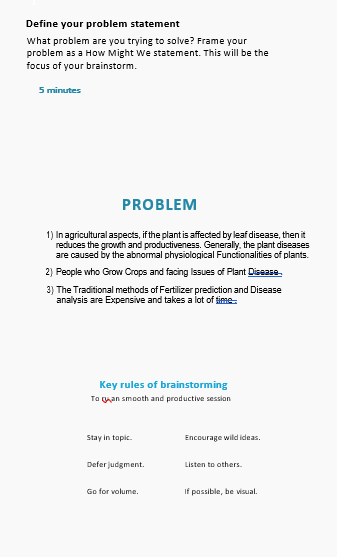 Define your problem statement
What problem are you trying to solve? Frame your
problem as a How Might We statement. This will be the
focus of your brainstorm.
5 minutes
PROBLEM
1) In agricultural aspects, if the plant is affected by leaf disease, then it
reduces the growth and productiveness. Generally, the plant diseases
are caused by the abnormal physiological Functionalities of plants.
2) People who Grow Crops and facing Issues of Plant Disease.
3) The Traditional methods of Fertilizer prediction and Disease
analysis are Expensive and takes a lot of time.
Key rules of brainstorming
To an smooth and productive session
Stay in topic. Encourage wild ideas.
Defer judgment. Listen to others.
Go for volume. If possible, be visual.